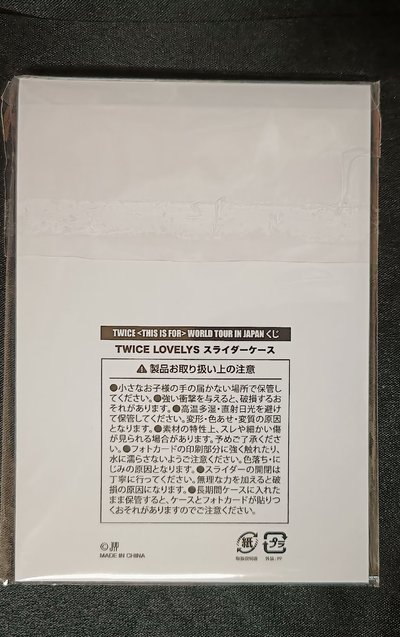 TWICE <THIS IS FOR> WORLD TOUR IN JAPAN くじ
TWICE LOVELYS スライダーケース
⚠ 製品お取り扱い上の注意
●小さなお子様の手の届かない場所で保管し
てください。●強い衝撃を与えると、破損するお
それがあります。●高温多湿・直射日光を避け
て保管してください。変形・色あせ・変質の原因
となります。●素材の特性上、スレや細かい傷
が見られる場合があります。予めご了承くださ
い。●フォトカードの印刷部分に強く触れたり、
水に濡らさないようご注意ください。色落ち・に
じみの原因となります。●スライダーの開閉は
丁寧に行ってください。無理な力を加えると破
損の原因になります。●長期間ケースに入れた
まま保管すると、ケースとフォトカードが貼りつ
くおそれがありますのでご注意ください。
MADE IN CHINA
紙
プラ
外装：PP